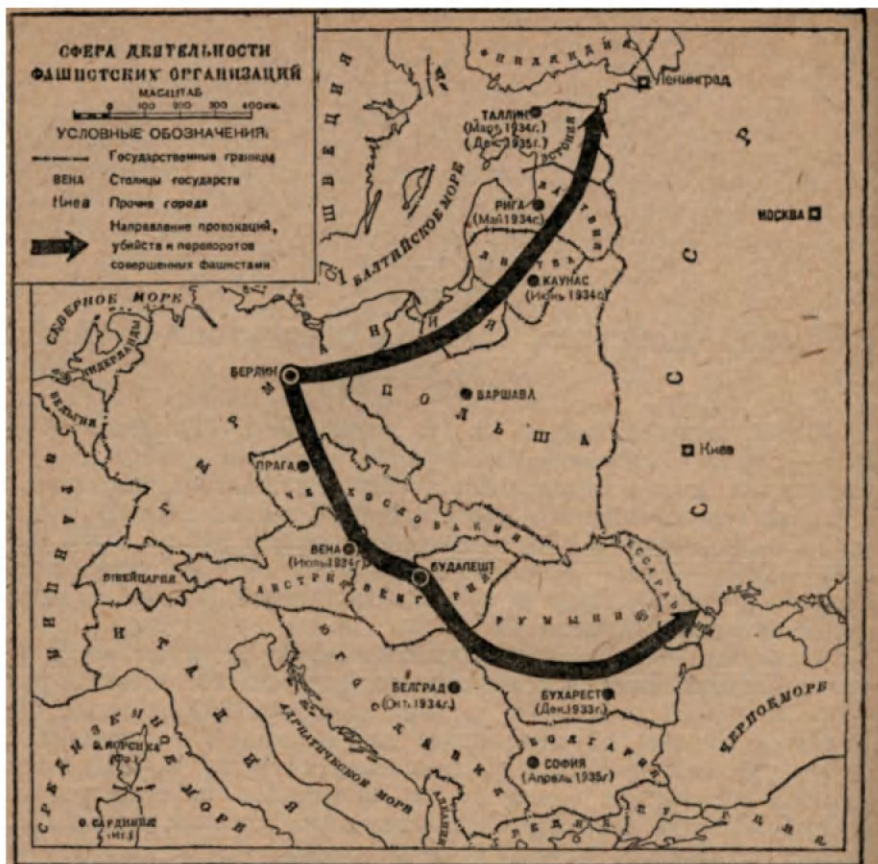 СФЕРА ДЕЯТЕЛЬНОСТИ
ФАШИСТСКИХ ОРГАНИЗАЦИЙ
МАСШТАБ
0 100 200 300 400км.
УСЛОВНЫЕ ОБОЗНАЧЕНИЯ:
Государственные границы
ВЕНА Столицы государств
Киев Прочие города
Направление провокаций,
убийств и переворотов
совершенных фашистами
ФИНЛЯНДИЯ
Ленинград
ШВЕЦИЯ
ТАЛЛИН
(Март 1934г.)
(Дек. 1935г.)
ЭСТОНИЯ
БАЛТИЙСКОЕ МОРЕ
РИГА
(Май 1934г.)
ЛАТВИЯ
МОСКВА
СССР
ЛИТВА
КАУНАС
(Июнь 1934г.)
СЕВЕРНОЕ МОРЕ
НИДЕРЛАНДЫ
БЕЛЬГИЯ
БЕРЛИН
ГЕРМАНИЯ
ПОЛЬША
ВАРШАВА
Киев
ПРАГА
ЧЕХОСЛОВАКИЯ
ФРАНЦИЯ
ВЕНА
(Июль 1934г.)
БУДАПЕШТ
БЕССАРАБИЯ
ШВЕЙЦАРИЯ
АВСТРИЯ
ВЕНГРИЯ
РУМЫНИЯ
ИТАЛИЯ
ЮГОСЛАВИЯ
БЕЛГРАД
(Окт. 1934г.)
БУХАРЕСТ
(Дек. 1933г.)
ЧЕРНОЕ МОРЕ
АДРИАТИЧЕСКОЕ МОРЕ
БОЛГАРИЯ
СОФИЯ
(Апрель 1935г)
СРЕДИЗЕМНОЕ МОРЕ
О. КОРСИКА
О. САРДИНИЯ
АЛБАНИЯ
ГРЕЦИЯ
ТУРЦИЯ